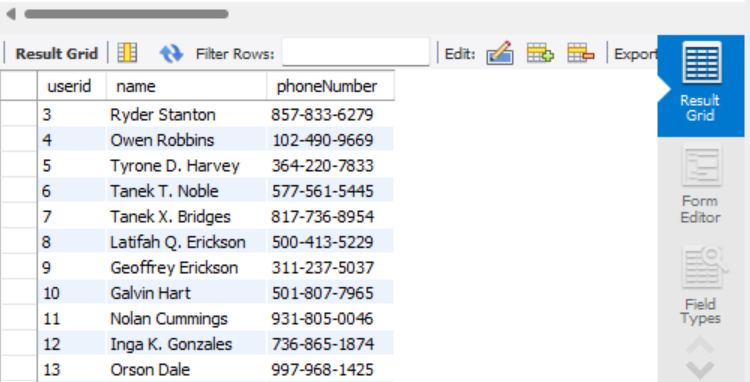 Result Grid Filter Rows: Edit: Export
userid name phoneNumber
3 Ryder Stanton 857-833-6279
4 Owen Robbins 102-490-9669
5 Tyrone D. Harvey 364-220-7833
6 Tanek T. Noble 577-561-5445
7 Tanek X. Bridges 817-736-8954
8 Latifah Q. Erickson 500-413-5229
9 Geoffrey Erickson 311-237-5037
10 Galvin Hart 501-807-7965
11 Nolan Cummings 931-805-0046
12 Inga K. Gonzales 736-865-1874
13 Orson Dale 997-968-1425
Result
Grid
Form
Editor
Field
Types